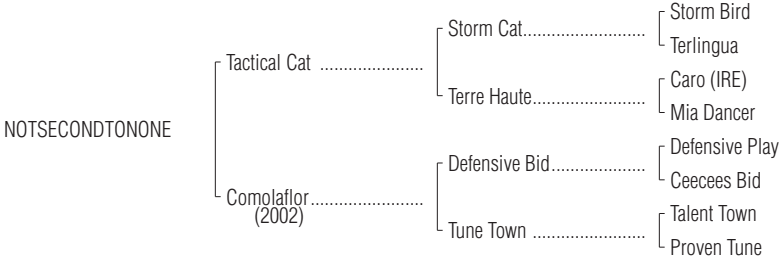 Storm Bird
Storm Cat........................
Terlingua
Tactical Cat ....................
Caro (IRE)
Terre Haute......................
Mia Dancer
NOTSECONDTONONE
Defensive Play
Defensive Bid....................
Ceecees Bid
Comolaflor......................
(2002)
Talent Town
Tune Town ......................
Proven Tune